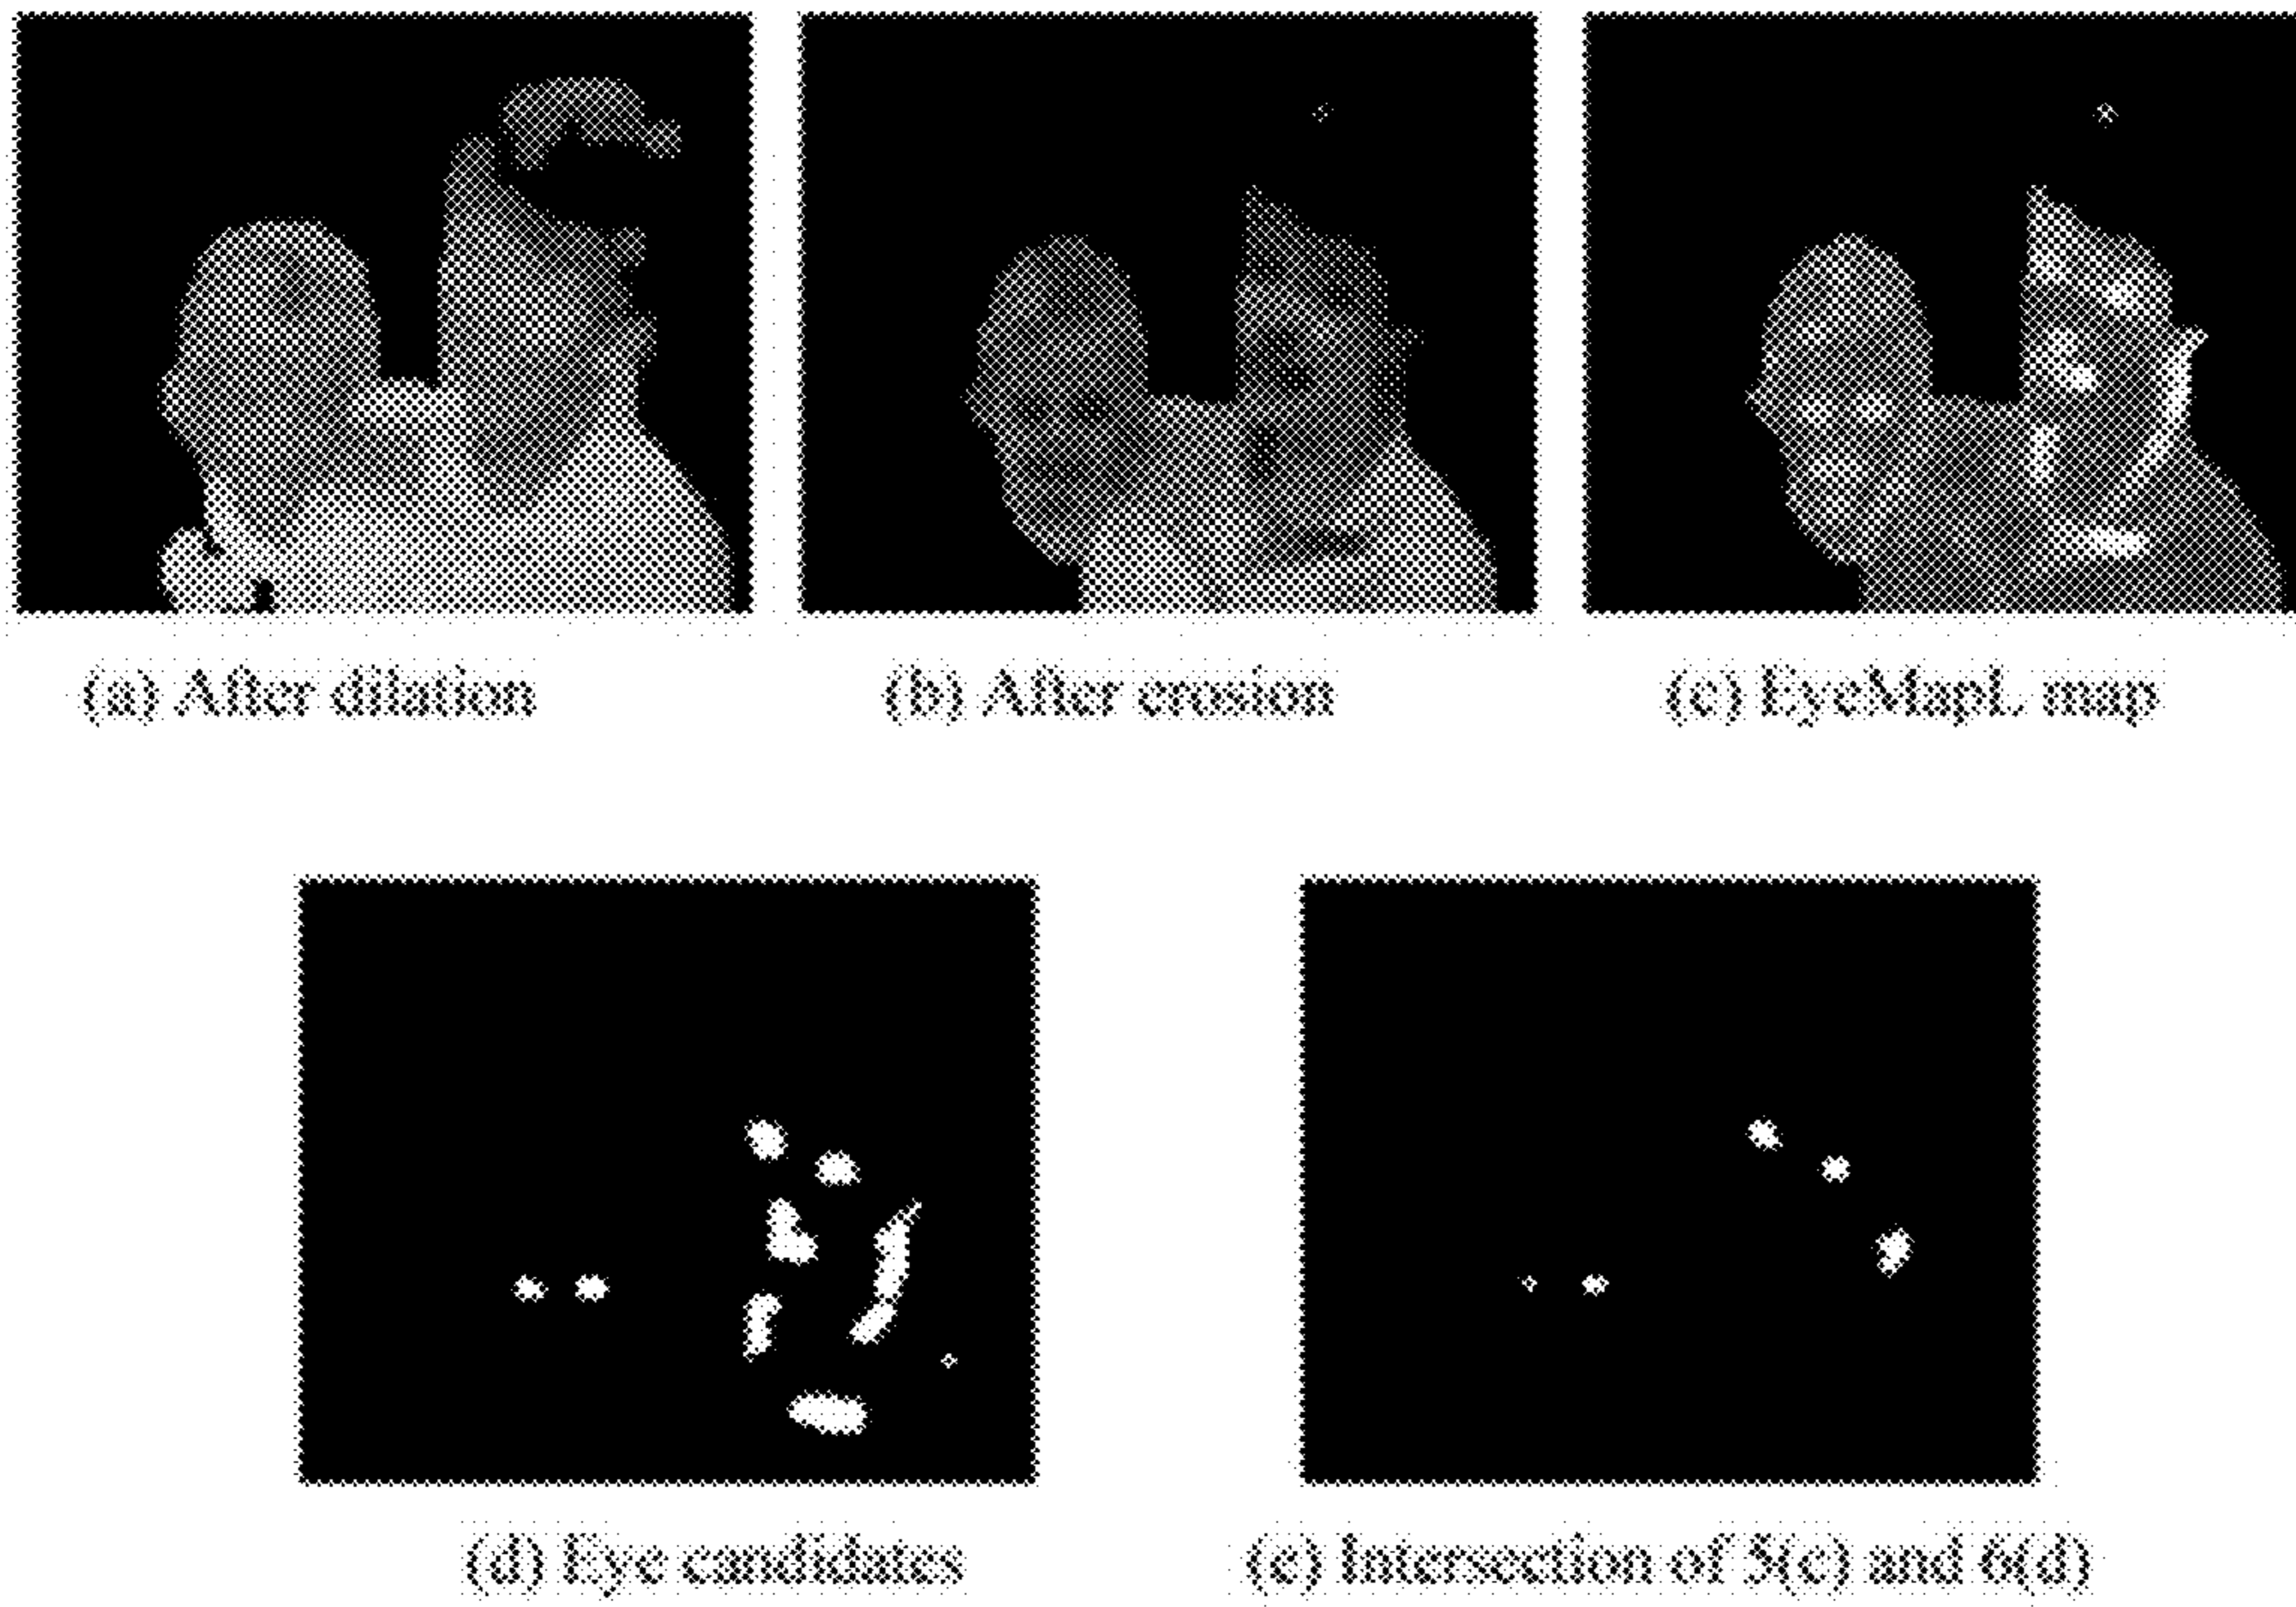 (a) After dilation
(b) After erosion
(c) EyeMapL map
(d) Eye candidates
(e) Intersection of 5(c) and 6(d)